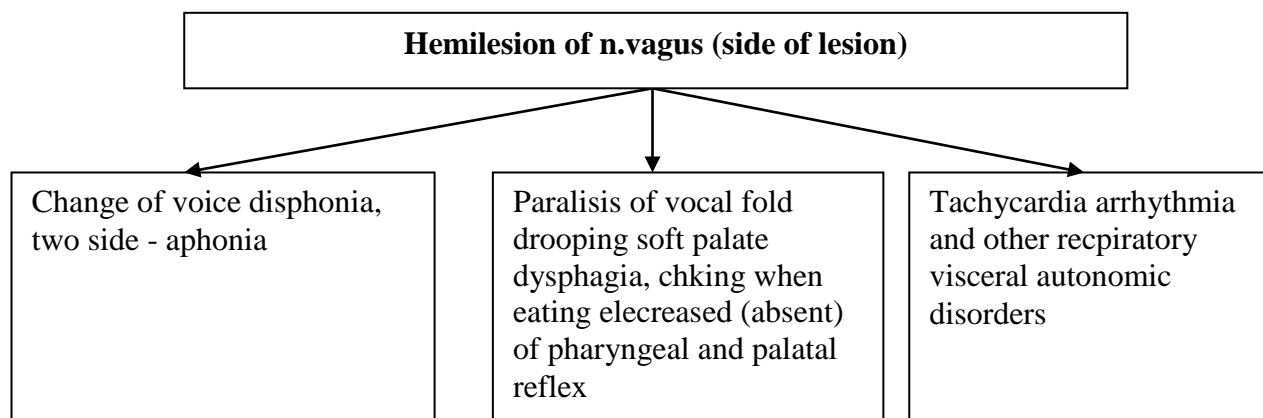 Hemilesion of n.vagus (side of lesion)
Change of voice disphonia,
two side - aphonia
Paralisis of vocal fold
drooping soft palate
dysphagia, chking when
eating elecreased (absent)
of pharyngeal and palatal
reflex
Tachycardia arrhythmia
and other recpiratory
visceral autonomic
disorders